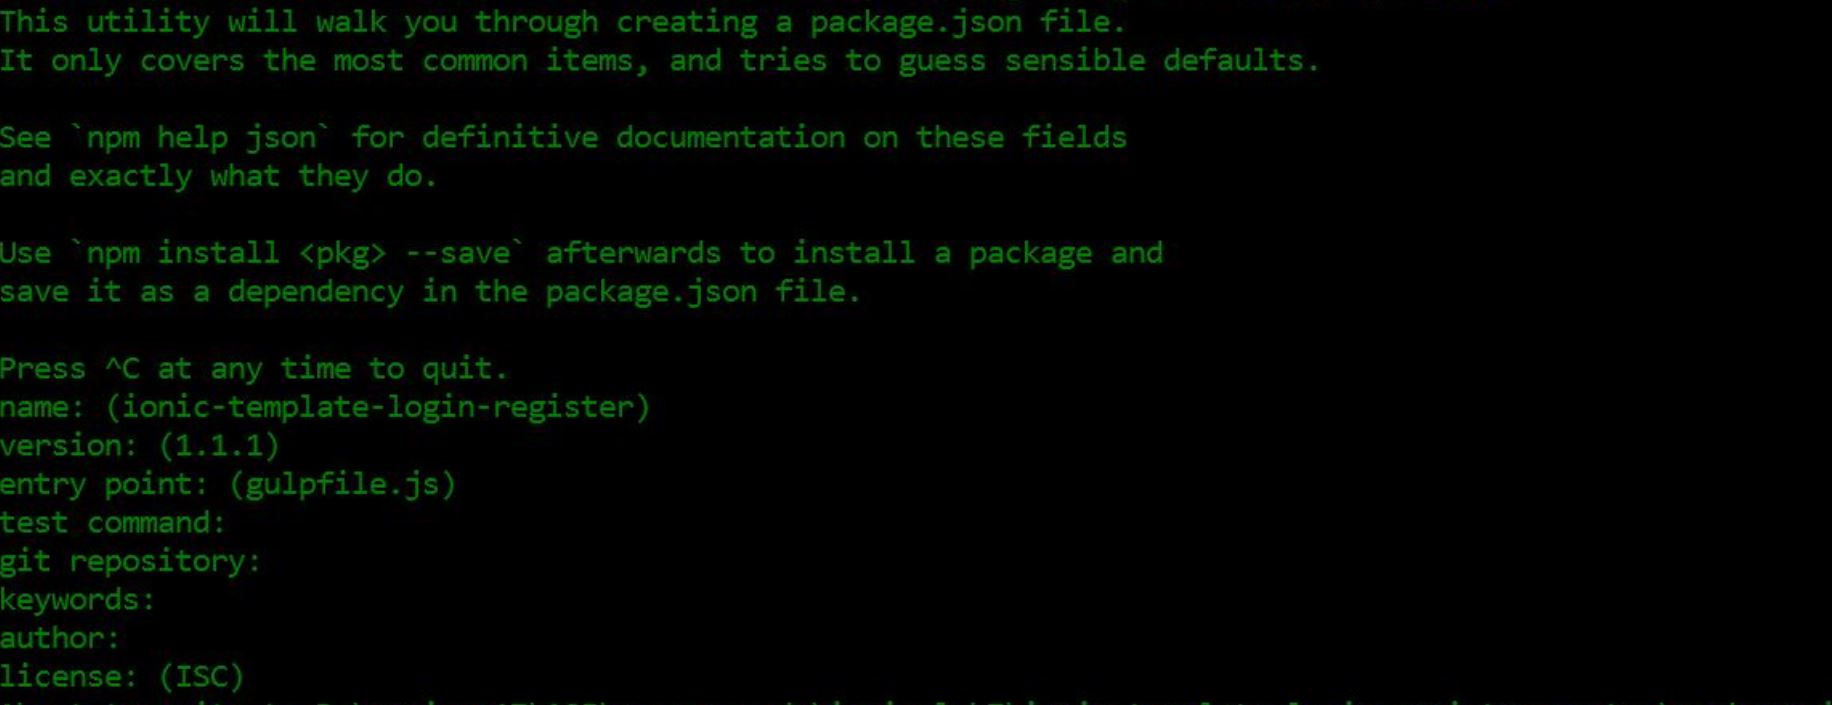 This utility will walk you through creating a package.json file.
It only covers the most common items, and tries to guess sensible defaults.
See `npm help json` for definitive documentation on these fields
and exactly what they do.
Use `npm install <pkg> --save` afterwards to install a package and
save it as a dependency in the package.json file.
Press ^C at any time to quit.
name: (ionic-template-login-register)
version: (1.1.1)
entry point: (gulpfile.js)
test command:
git repository:
keywords:
author:
license: (ISC)